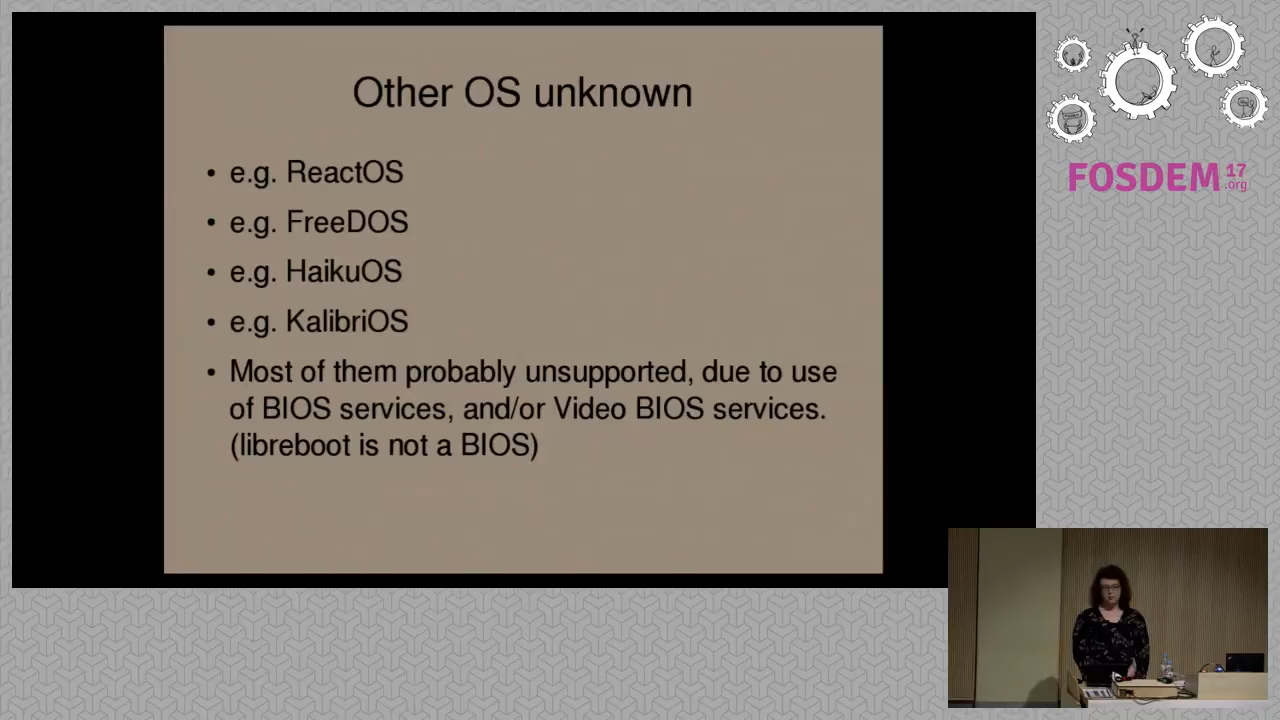 Other OS unknown
• e.g. ReactOS
• e.g. FreeDOS
• e.g. HaikuOS
• e.g. KalibriOS
• Most of them probably unsupported, due to use
of BIOS services, and/or Video BIOS services.
(libreboot is not a BIOS)
FOSDEM 17
.org